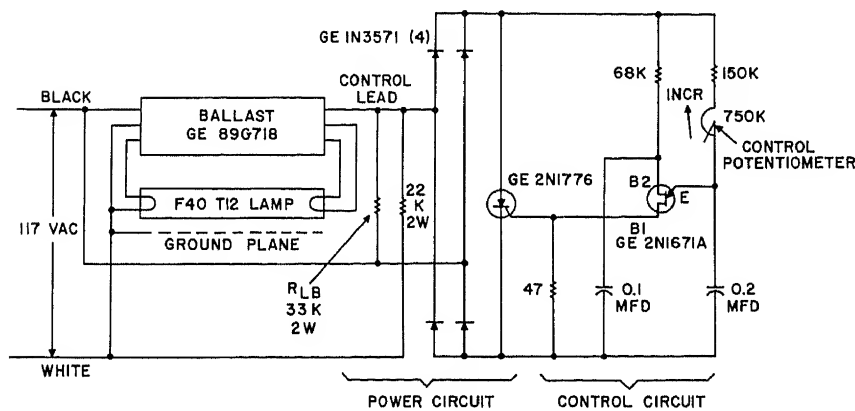 GE IN3571 (4)
BLACK
CONTROL
LEAD
BALLAST
GE 89G718
F40 T12 LAMP
117 VAC
GROUND PLANE
22
K
2W
RLB
33 K
2W
WHITE
GE 2N1776
47
68K
150K
INCR
750K
CONTROL
POTENTIOMETER
B2
E
B1
GE 2N1671A
0.1
MFD
0.2
MFD
POWER CIRCUIT
CONTROL CIRCUIT